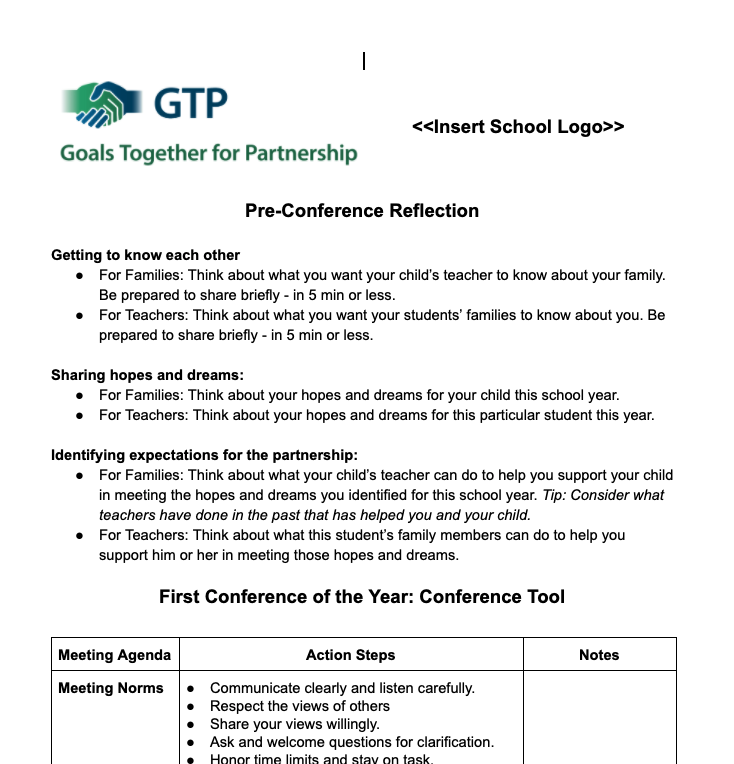 GTP
Goals Together for Partnership
<<Insert School Logo>>
Pre-Conference Reflection
Getting to know each other
● For Families: Think about what you want your child’s teacher to know about your family.
Be prepared to share briefly - in 5 min or less.
● For Teachers: Think about what you want your students’ families to know about you. Be
prepared to share briefly - in 5 min or less.
Sharing hopes and dreams:
● For Families: Think about your hopes and dreams for your child this school year.
● For Teachers: Think about your hopes and dreams for this particular student this year.
Identifying expectations for the partnership:
● For Families: Think about what your child’s teacher can do to help you support your child
in meeting the hopes and dreams you identified for this school year. Tip: Consider what
teachers have done in the past that has helped you and your child.
● For Teachers: Think about what this student’s family members can do to help you
support him or her in meeting those hopes and dreams.
First Conference of the Year: Conference Tool
Meeting Agenda
Action Steps
Notes
Meeting Norms
● Communicate clearly and listen carefully.
● Respect the views of others
● Share your views willingly.
● Ask and welcome questions for clarification.
● Honor time limits and stay on task.